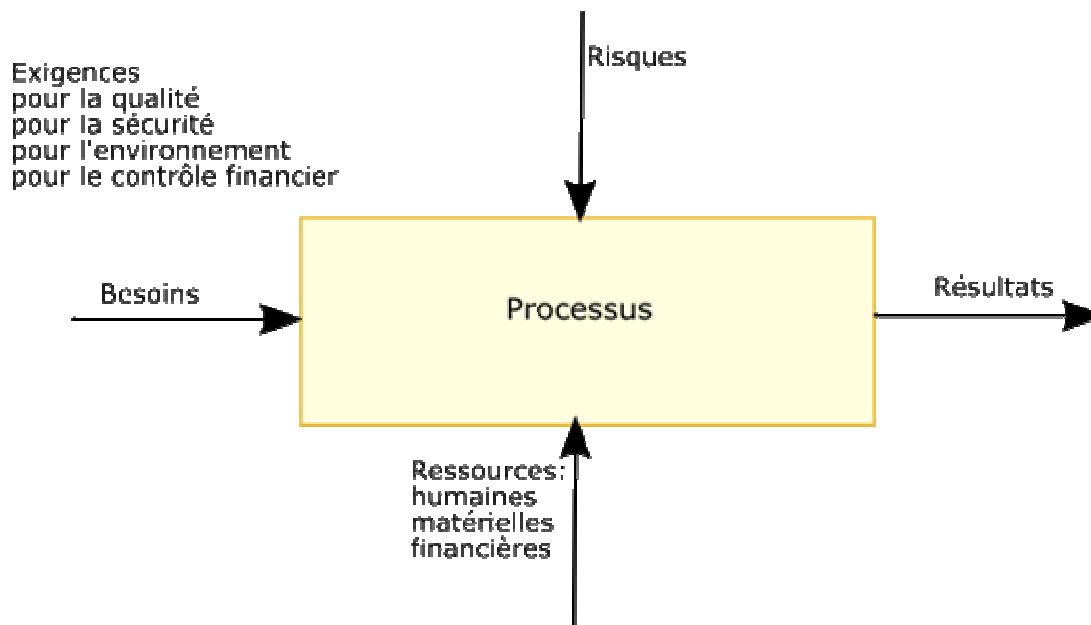 Risques
Exigences
pour la qualité
pour la sécurité
pour l'environnement
pour le contrôle financier
Besoins
Processus
Résultats
Ressources:
humaines
matérielles
financières